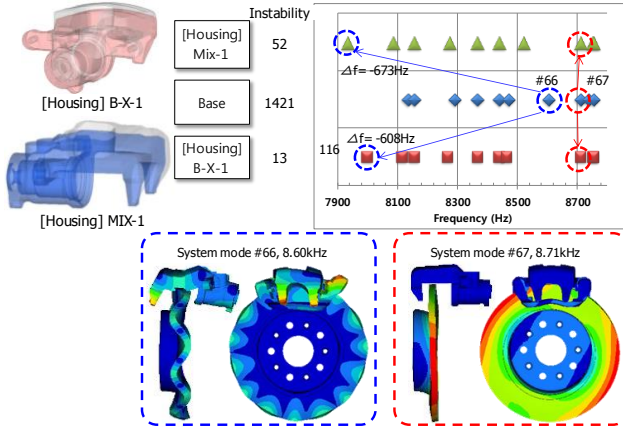 Instability
[Housing]
Mix-1
52
[Housing] B-X-1
Base
1421
[Housing]
B-X-1
13
[Housing] MIX-1
△f= -673Hz
#66
#67
△f= -608Hz
116
7900
8100
8300
8500
8700
Frequency (Hz)
System mode #66, 8.60kHz
System mode #67, 8.71kHz